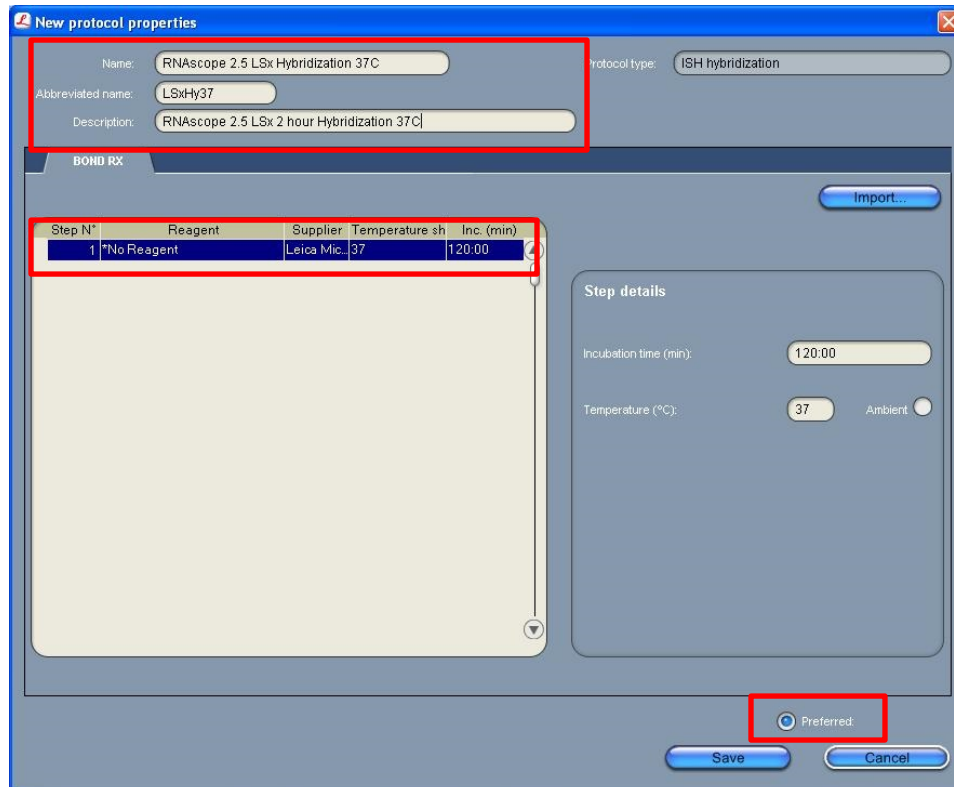 New protocol properties
Name: RNAscope 2.5 LSx Hybridization 37C
Protocol type: ISH hybridization
Abbreviated name: LSxHy37
Description: RNAscope 2.5 LSx 2 hour Hybridization 37C
BOND RX
Import...
Step N° Reagent Supplier Temperature sh Inc. (min)
1 *No Reagent Leica Mic... 37 120:00
Step details
Incubation time (min): 120:00
Temperature (°C): 37 Ambient
Preferred:
Save Cancel